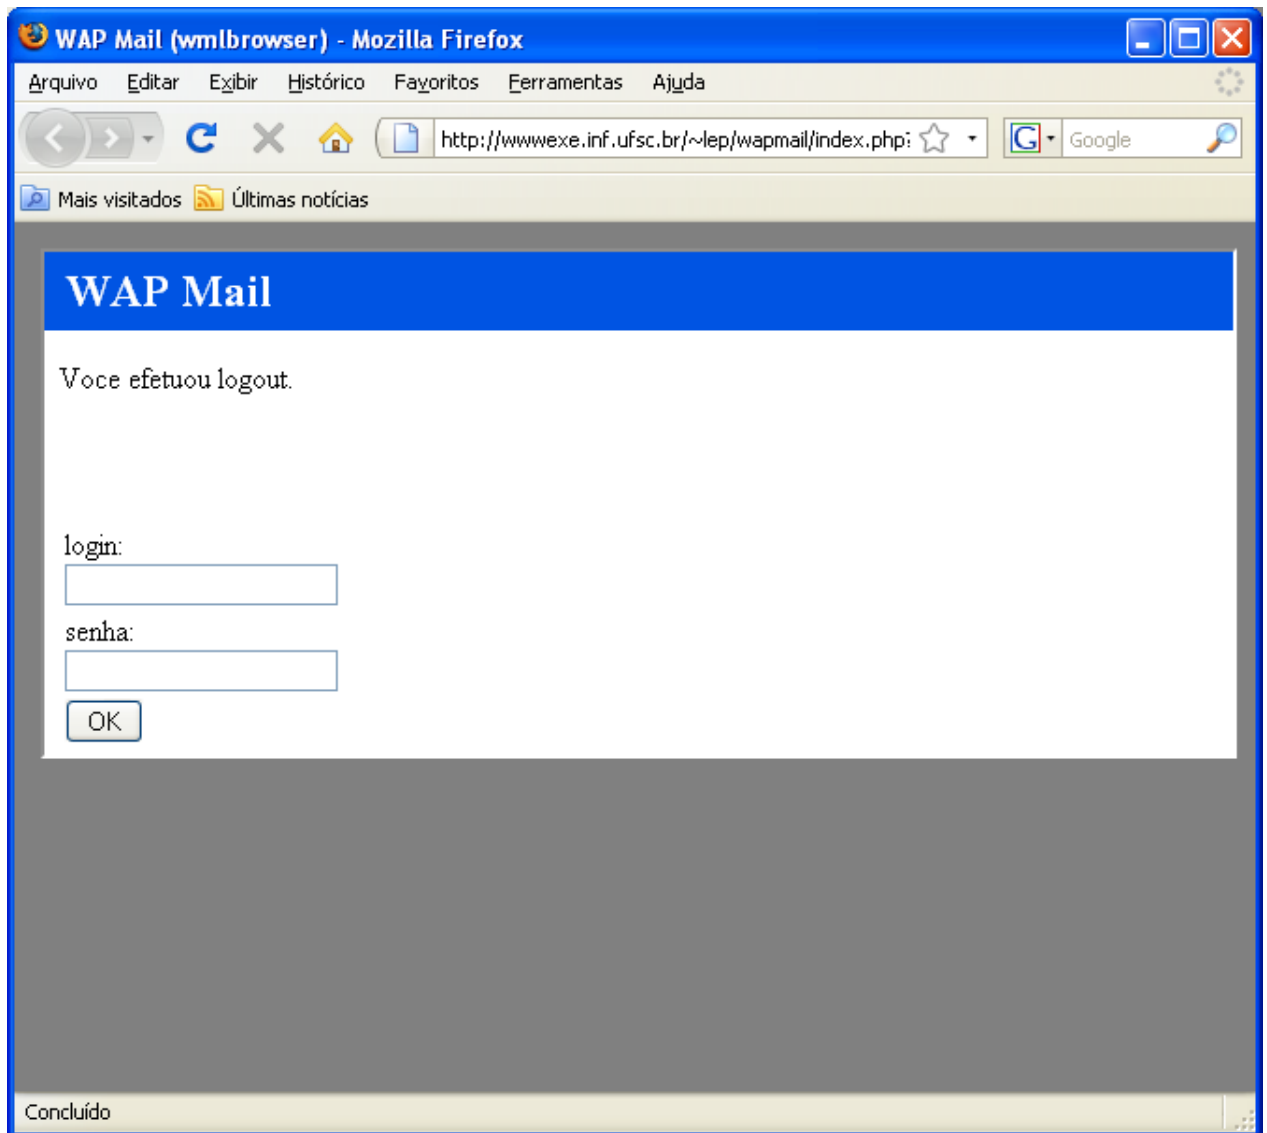 WAP Mail (wmlbrowser) - Mozilla Firefox
Arquivo Editar Exibir Histórico Favoritos Ferramentas Ajuda
http://wwwexe.inf.ufsc.br/~lep/wapmail/index.php? G Google
Mais visitados Últimas notícias
WAP Mail
Voce efetuou logout.
login:
senha:
OK
Concluído